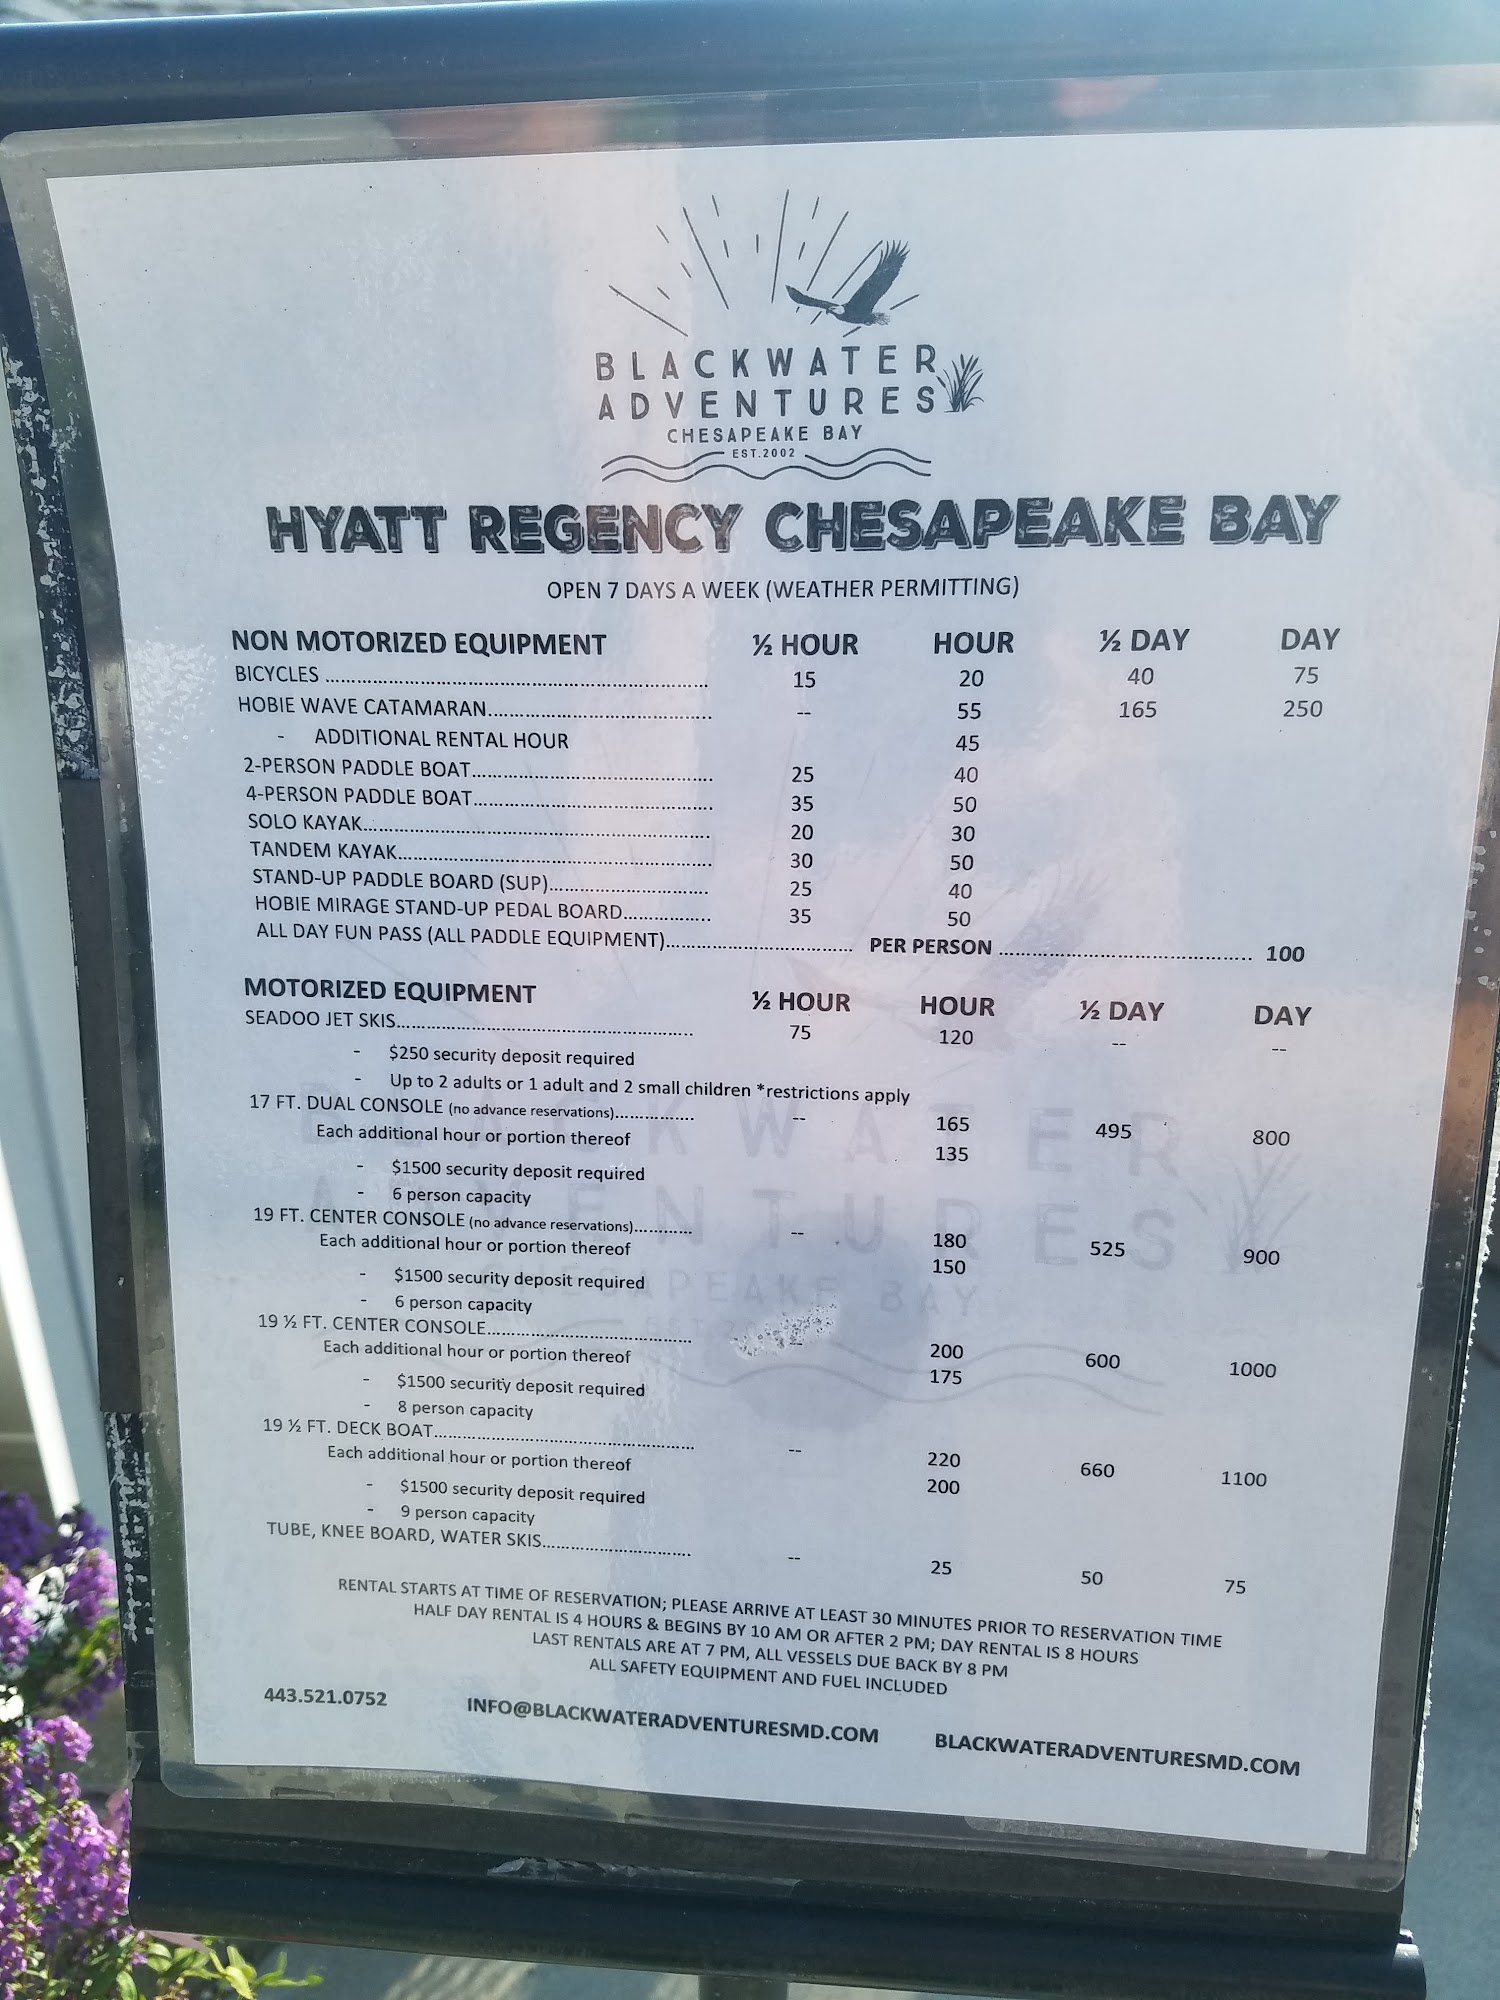 BLACKWATER
ADVENTURES
CHESAPEAKE BAY
EST.2002
HYATT REGENCY CHESAPEAKE BAY
OPEN 7 DAYS A WEEK (WEATHER PERMITTING)
NON MOTORIZED EQUIPMENT ½ HOUR HOUR ½ DAY DAY
BICYCLES 15 20 40 75
HOBIE WAVE CATAMARAN -- 55 165 250
- ADDITIONAL RENTAL HOUR 45
2-PERSON PADDLE BOAT 25 40
4-PERSON PADDLE BOAT 35 50
SOLO KAYAK 20 30
TANDEM KAYAK 30 50
STAND-UP PADDLE BOARD (SUP) 25 40
HOBIE MIRAGE STAND-UP PEDAL BOARD 35 50
ALL DAY FUN PASS (ALL PADDLE EQUIPMENT) PER PERSON 100
MOTORIZED EQUIPMENT ½ HOUR HOUR ½ DAY DAY
SEADOO JET SKIS 75 120 -- --
- $250 security deposit required
- Up to 2 adults or 1 adult and 2 small children *restrictions apply
17 FT. DUAL CONSOLE (no advance reservations) -- 165 495 800
Each additional hour or portion thereof 135
- $1500 security deposit required
- 6 person capacity
19 FT. CENTER CONSOLE (no advance reservations) -- 180 525 900
Each additional hour or portion thereof 150
- $1500 security deposit required
- 6 person capacity
19 ½ FT. CENTER CONSOLE -- 200 600 1000
Each additional hour or portion thereof 175
- $1500 security deposit required
- 8 person capacity
19 ½ FT. DECK BOAT -- 220 660 1100
Each additional hour or portion thereof 200
- $1500 security deposit required
- 9 person capacity
TUBE, KNEE BOARD, WATER SKIS -- 25 50 75
RENTAL STARTS AT TIME OF RESERVATION; PLEASE ARRIVE AT LEAST 30 MINUTES PRIOR TO RESERVATION TIME
HALF DAY RENTAL IS 4 HOURS & BEGINS BY 10 AM OR AFTER 2 PM; DAY RENTAL IS 8 HOURS
LAST RENTALS ARE AT 7 PM, ALL VESSELS DUE BACK BY 8 PM
ALL SAFETY EQUIPMENT AND FUEL INCLUDED
443.521.0752 INFO@BLACKWATERADVENTURESMD.COM BLACKWATERADVENTURESMD.COM